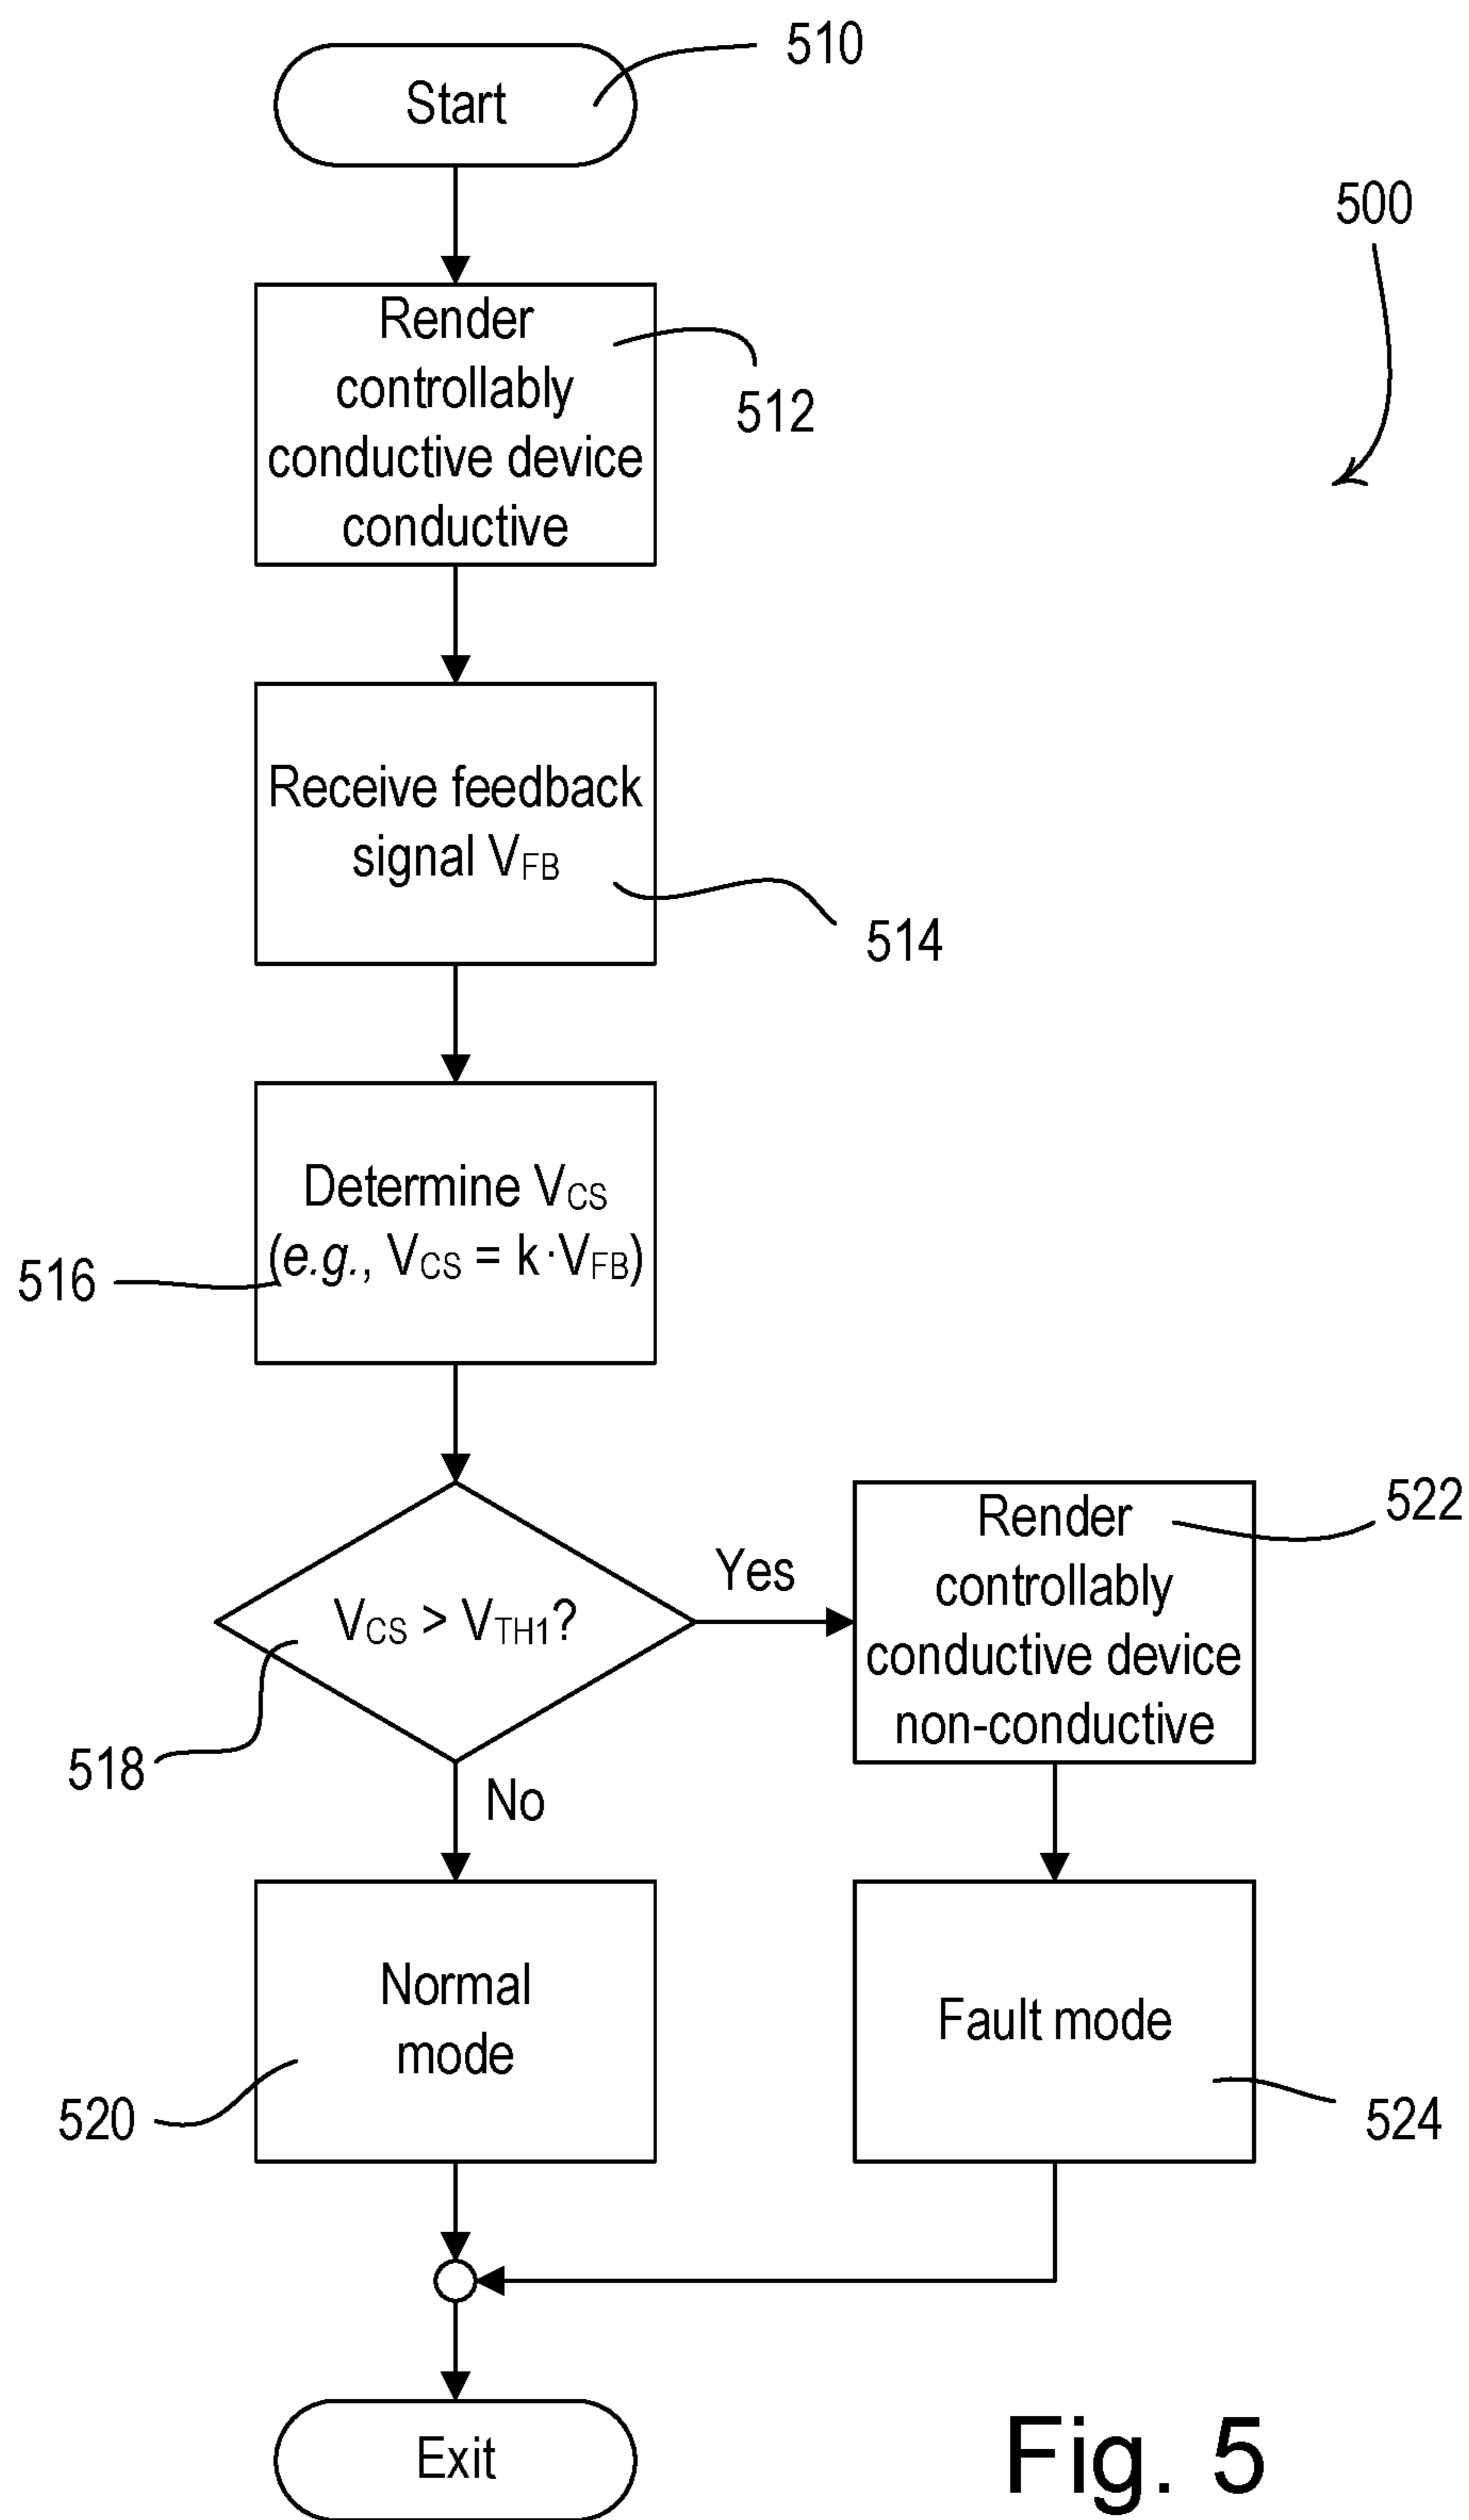 510
Start
500
Render
controllably
conductive device
conductive
512
Receive feedback
signal VFB
514
Determine VCS
(e.g., VCS = k·VFB)
516
VCS > VTH1?
518
Yes
No
Render
controllably
conductive device
non-conductive
522
Normal
mode
520
Fault mode
524
Exit
Fig. 5